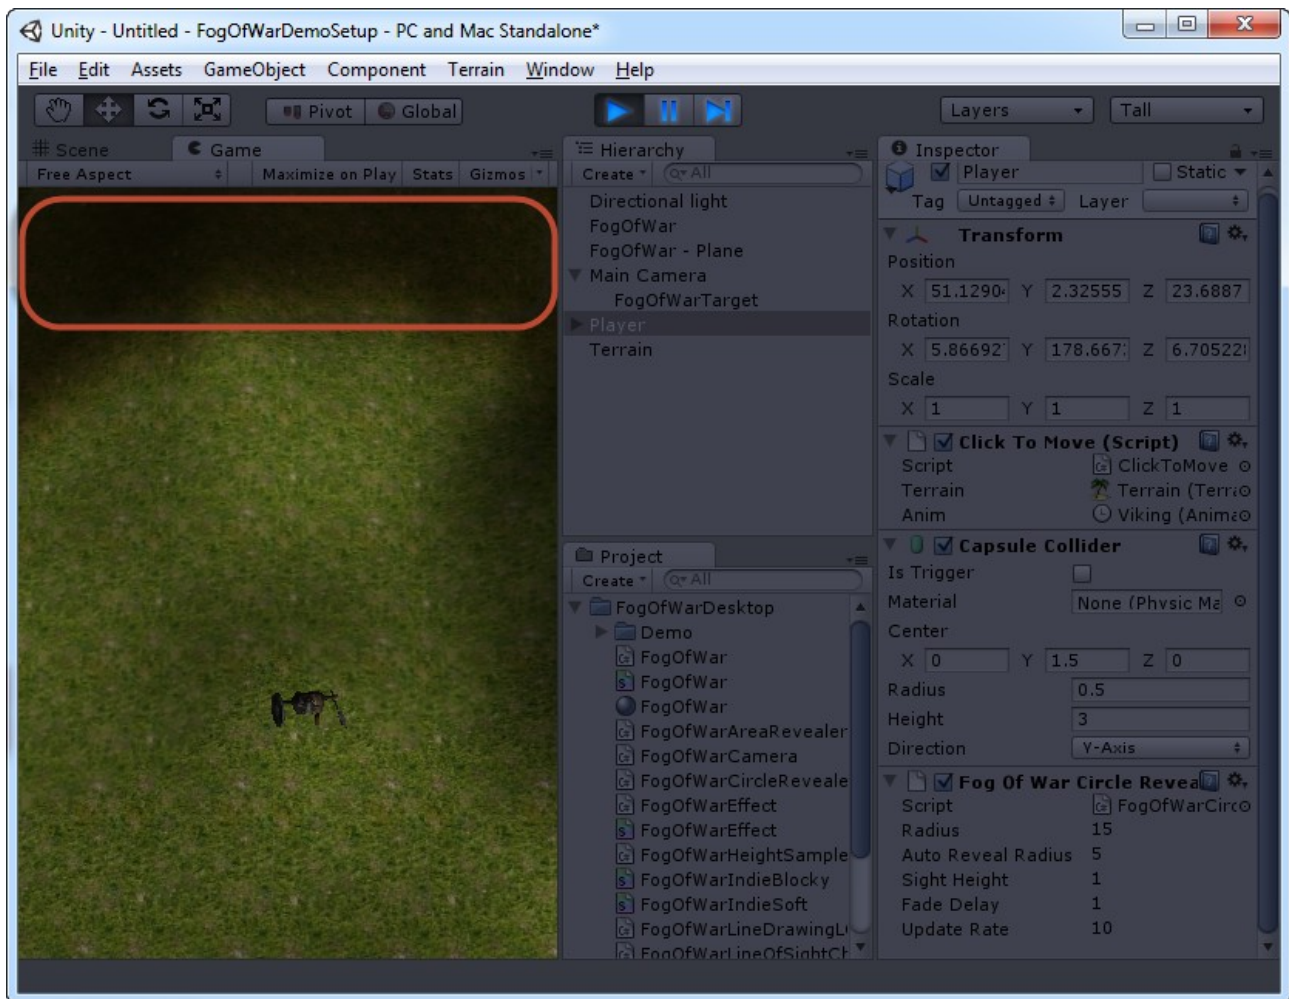 Unity - Untitled - FogOfWarDemoSetup - PC and Mac Standalone*
File Edit Assets GameObject Component Terrain Window Help
Pivot Global Layers Tall
Scene Game
Free Aspect Maximize on Play Stats Gizmos
Hierarchy
Create All
Directional light
FogOfWar
FogOfWar - Plane
Main Camera
FogOfWarTarget
Player
Terrain
Project
Create All
FogOfWarDesktop
Demo
FogOfWar
FogOfWar
FogOfWar
FogOfWarAreaRevealer
FogOfWarCamera
FogOfWarCircleReveale
FogOfWarEffect
FogOfWarEffect
FogOfWarHeightSample
FogOfWarIndieBlocky
FogOfWarIndieSoft
FogOfWarLineDrawingL
FogOfWarLineOfSightCh
Inspector
Player Static
Tag Untagged Layer
Transform
Position
X 51.1290 Y 2.32555 Z 23.6887
Rotation
X 5.86692 Y 178.667 Z 6.70522
Scale
X 1 Y 1 Z 1
Click To Move (Script)
Script ClickToMove
Terrain Terrain (Terra
Anim Viking (Anima
Capsule Collider
Is Trigger
Material None (Physic Ma
Center
X 0 Y 1.5 Z 0
Radius 0.5
Height 3
Direction Y-Axis
Fog Of War Circle Revea
Script FogOfWarCirc
Radius 15
Auto Reveal Radius 5
Sight Height 1
Fade Delay 1
Update Rate 10